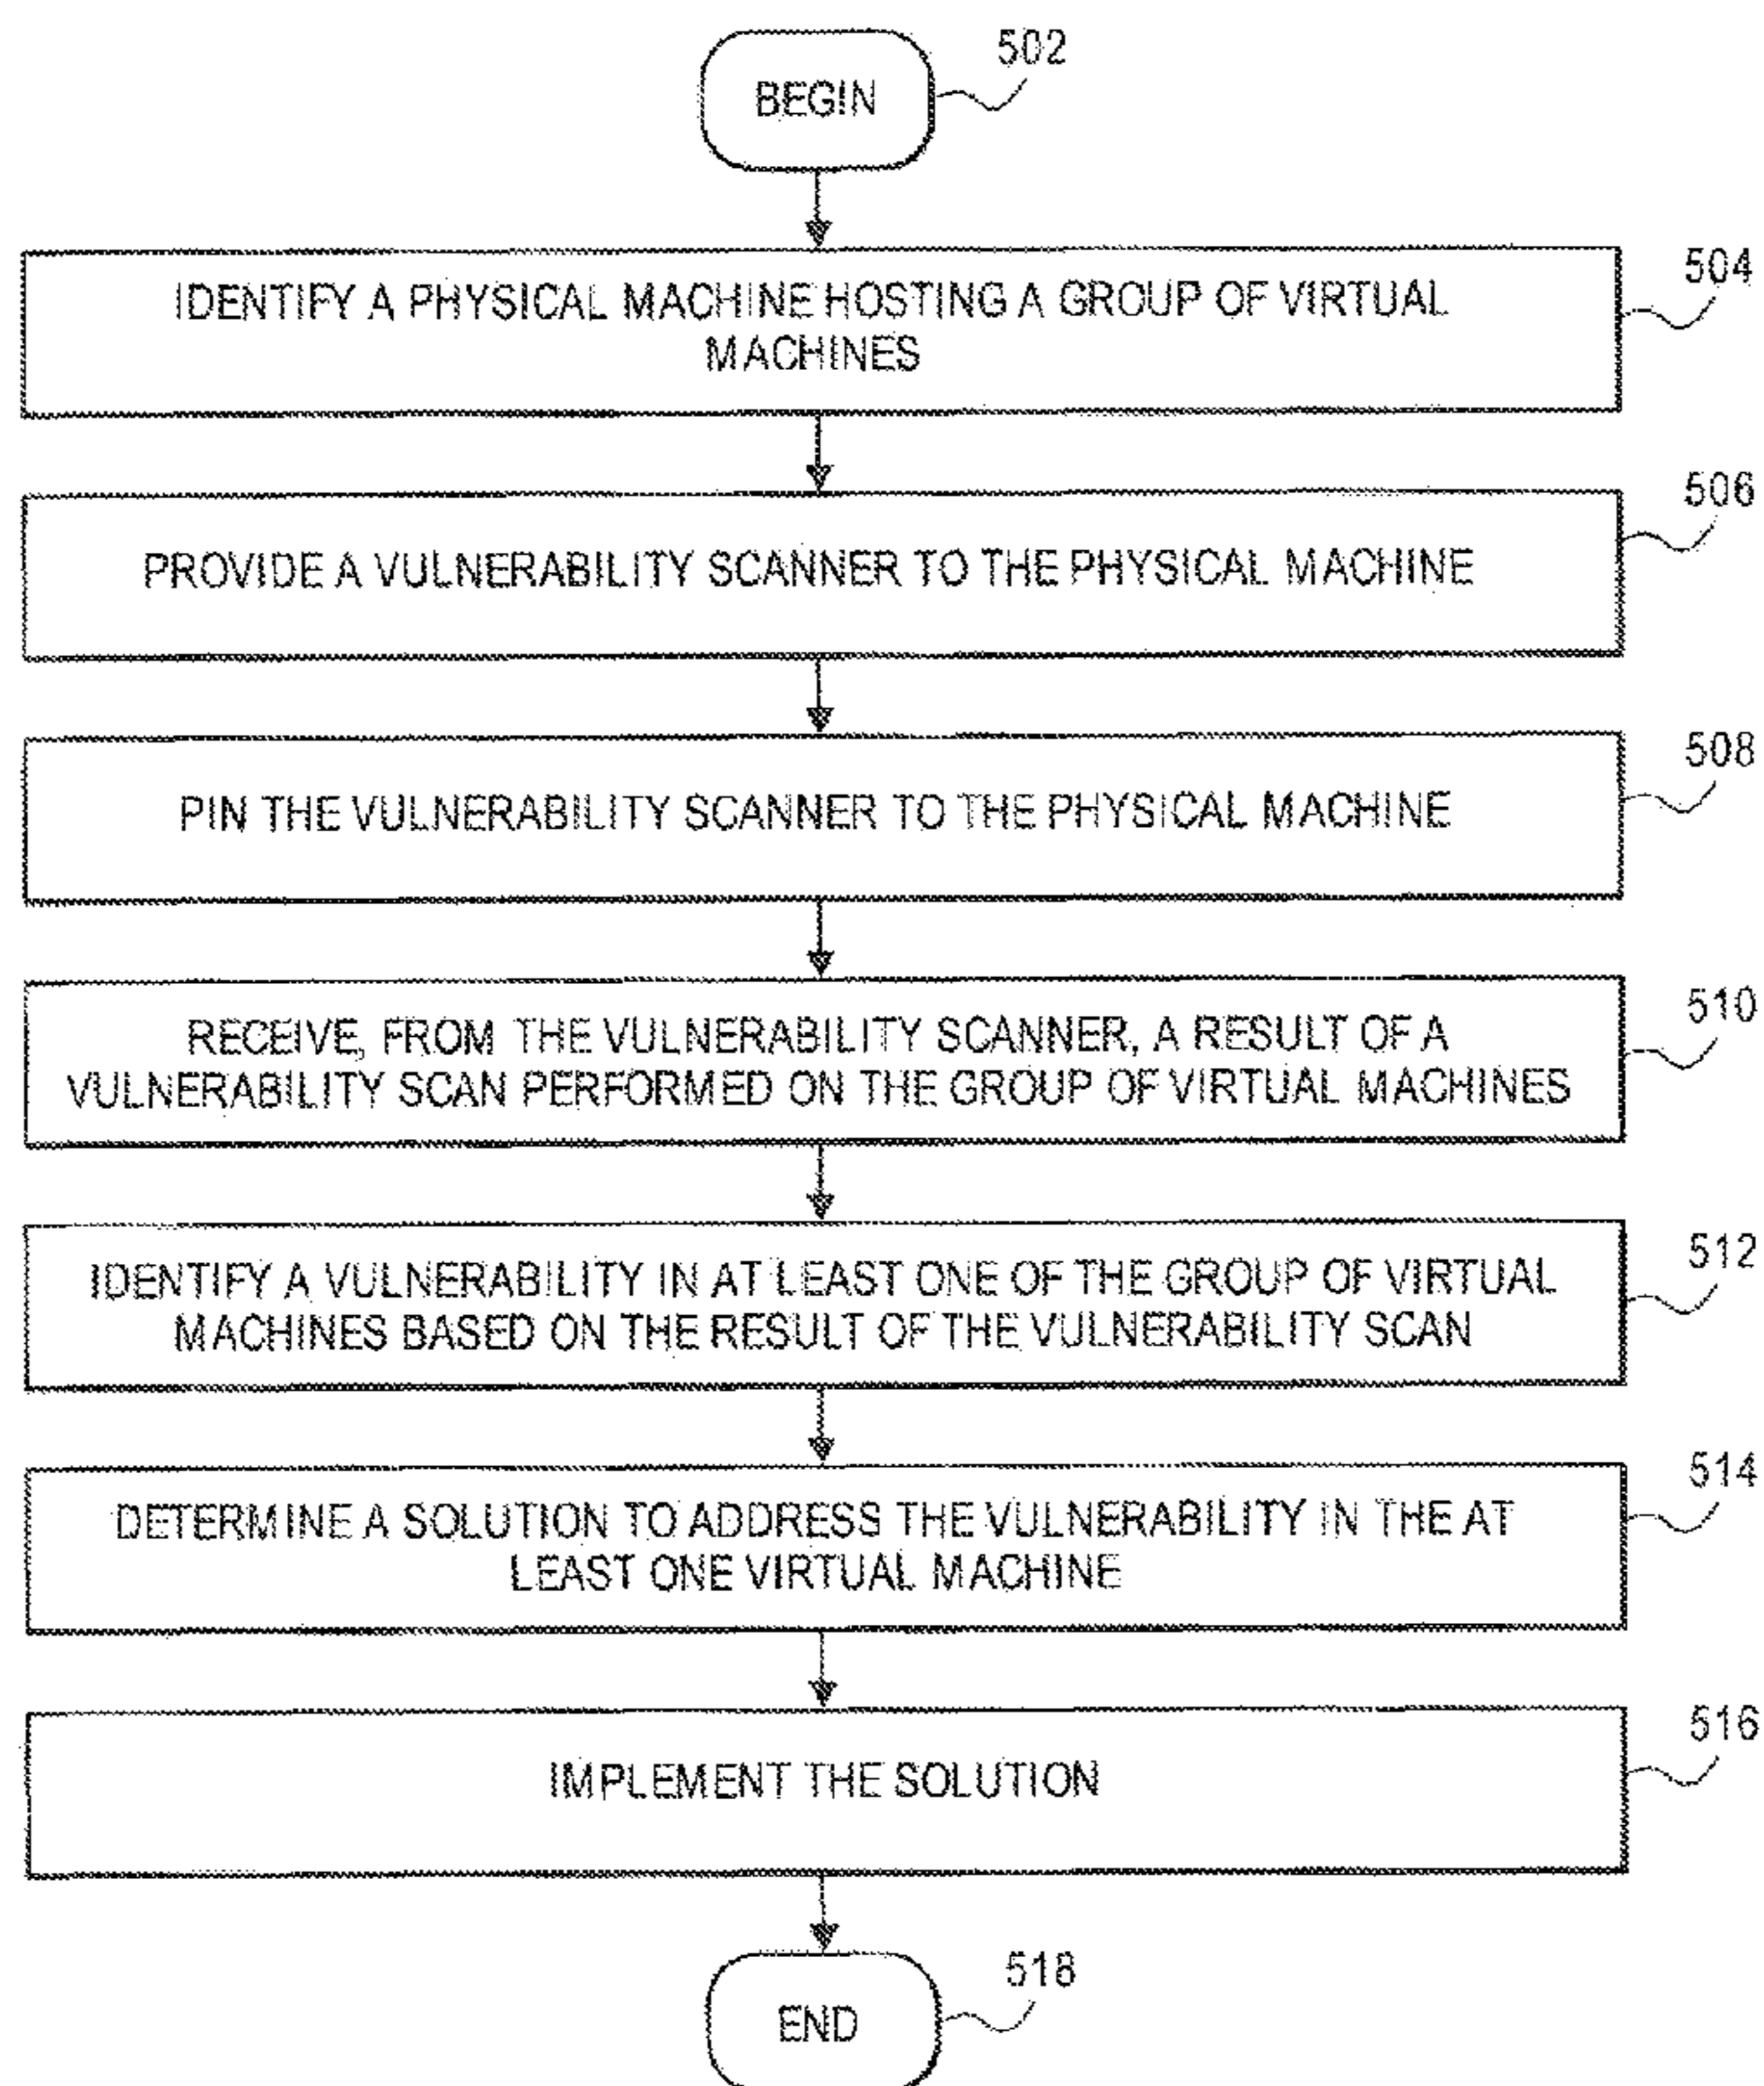 502
BEGIN
504
IDENTIFY A PHYSICAL MACHINE HOSTING A GROUP OF VIRTUAL
MACHINES
506
PROVIDE A VULNERABILITY SCANNER TO THE PHYSICAL MACHINE
508
PIN THE VULNERABILITY SCANNER TO THE PHYSICAL MACHINE
510
RECEIVE, FROM THE VULNERABILITY SCANNER, A RESULT OF A
VULNERABILITY SCAN PERFORMED ON THE GROUP OF VIRTUAL MACHINES
512
IDENTIFY A VULNERABILITY IN AT LEAST ONE OF THE GROUP OF VIRTUAL
MACHINES BASED ON THE RESULT OF THE VULNERABILITY SCAN
514
DETERMINE A SOLUTION TO ADDRESS THE VULNERABILITY IN THE AT
LEAST ONE VIRTUAL MACHINE
516
IMPLEMENT THE SOLUTION
518
END